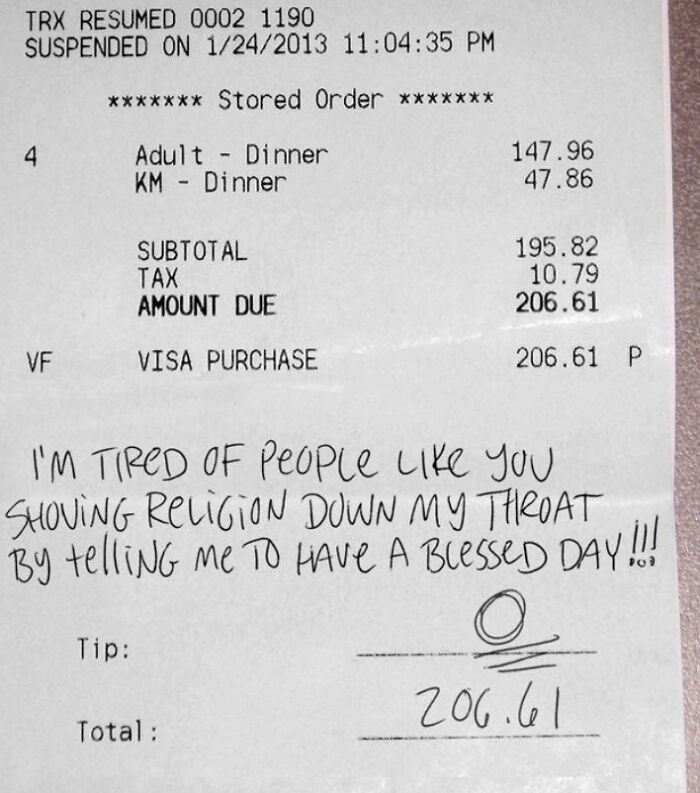 TRX RESUMED 0002 1190
SUSPENDED ON 1/24/2013 11:04:35 PM
******* Stored Order *******
4 Adult - Dinner 147.96
KM - Dinner 47.86
SUBTOTAL 195.82
TAX 10.79
AMOUNT DUE 206.61
VF VISA PURCHASE 206.61 P
I'M TIRED OF PEOPLE LIKE YOU
SHOVING RELIGION DOWN MY THROAT
BY tELLING ME TO HAVE A BLESSED DAY!!!
Tip: 0
Total: 206.61